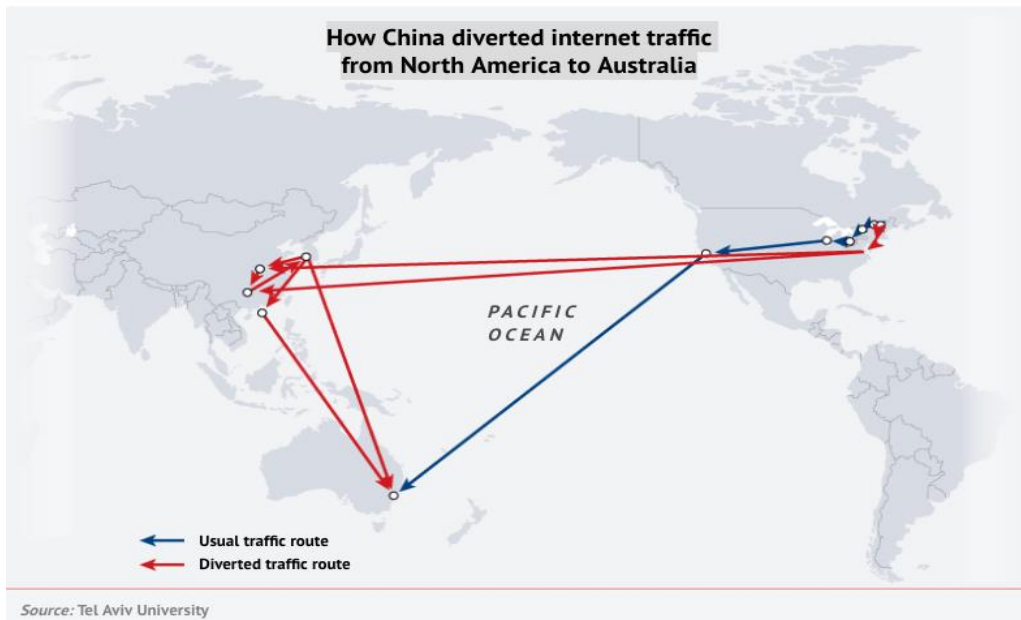 How China diverted internet traffic
from North America to Australia
PACIFIC
OCEAN
Usual traffic route
Diverted traffic route
Source: Tel Aviv University